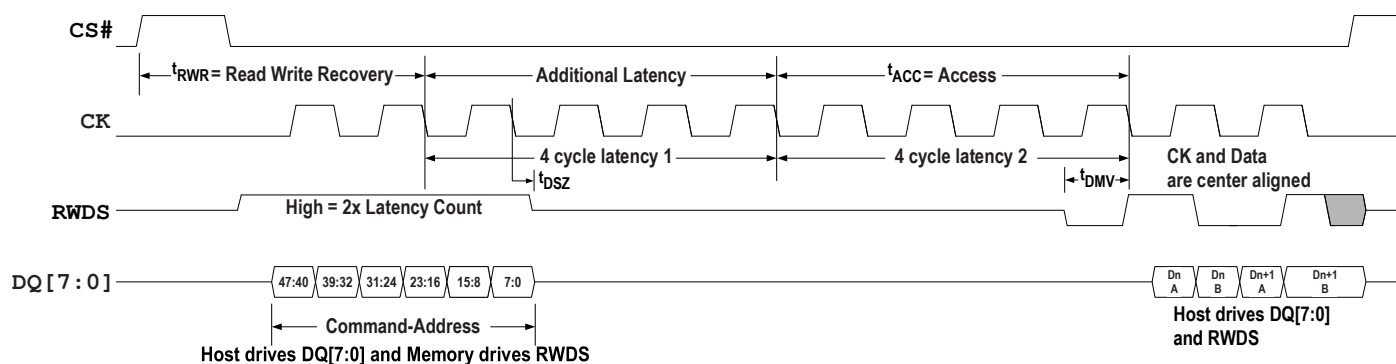 CS#
tRWR = Read Write Recovery
Additional Latency
tACC = Access
CK
4 cycle latency 1
4 cycle latency 2
CK and Data
are center aligned
tDSZ
tDMV
RWDS
High = 2x Latency Count
DQ[7:0]
47:40 39:32 31:24 23:16 15:8 7:0
Dn A
Dn B
Dn+1 A
Dn+1 B
Command-Address
Host drives DQ[7:0] and Memory drives RWDS
Host drives DQ[7:0]
and RWDS